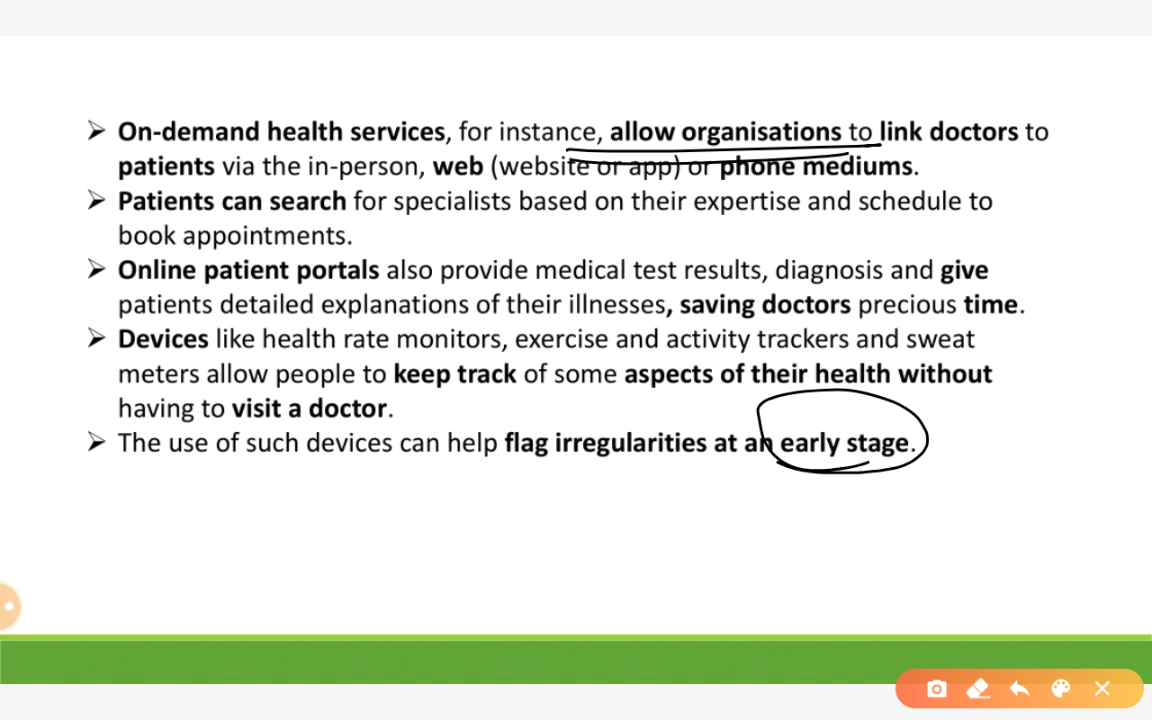 ➢ On-demand health services, for instance, allow organisations to link doctors to
patients via the in-person, web (website or app) or phone mediums.
➢ Patients can search for specialists based on their expertise and schedule to
book appointments.
➢ Online patient portals also provide medical test results, diagnosis and give
patients detailed explanations of their illnesses, saving doctors precious time.
➢ Devices like health rate monitors, exercise and activity trackers and sweat
meters allow people to keep track of some aspects of their health without
having to visit a doctor.
➢ The use of such devices can help flag irregularities at an early stage.